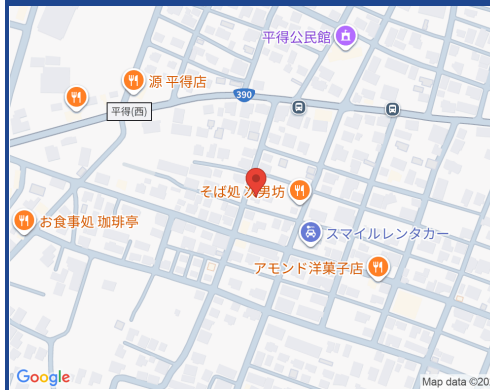 平得公民館
源 平得店
390
平得(西)
そば処 次男坊
お食事処 珈琲亭
スマイルレンタカー
アモンド洋菓子店
Google
Map data ©20